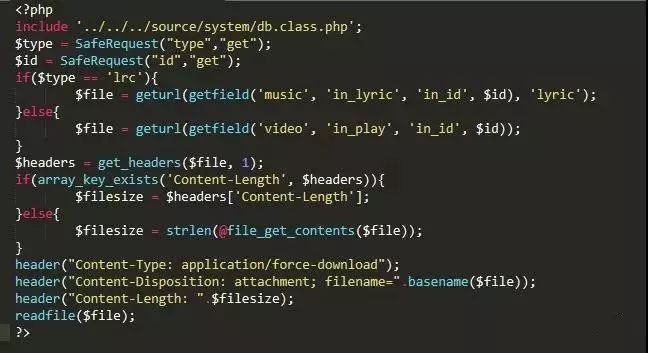 <?php
include '../../../source/system/db.class.php';
$type = SafeRequest("type","get");
$id = SafeRequest("id","get");
if($type == 'lrc'){
        $file = geturl(getfield('music', 'in_lyric', 'in_id', $id), 'lyric');
}else{
        $file = geturl(getfield('video', 'in_play', 'in_id', $id));
}
$headers = get_headers($file, 1);
if(array_key_exists('Content-Length', $headers)){
        $filesize = $headers['Content-Length'];
}else{
        $filesize = strlen(@file_get_contents($file));
}
header("Content-Type: application/force-download");
header("Content-Disposition: attachment; filename=".basename($file));
header("Content-Length: ".$filesize);
readfile($file);
?>